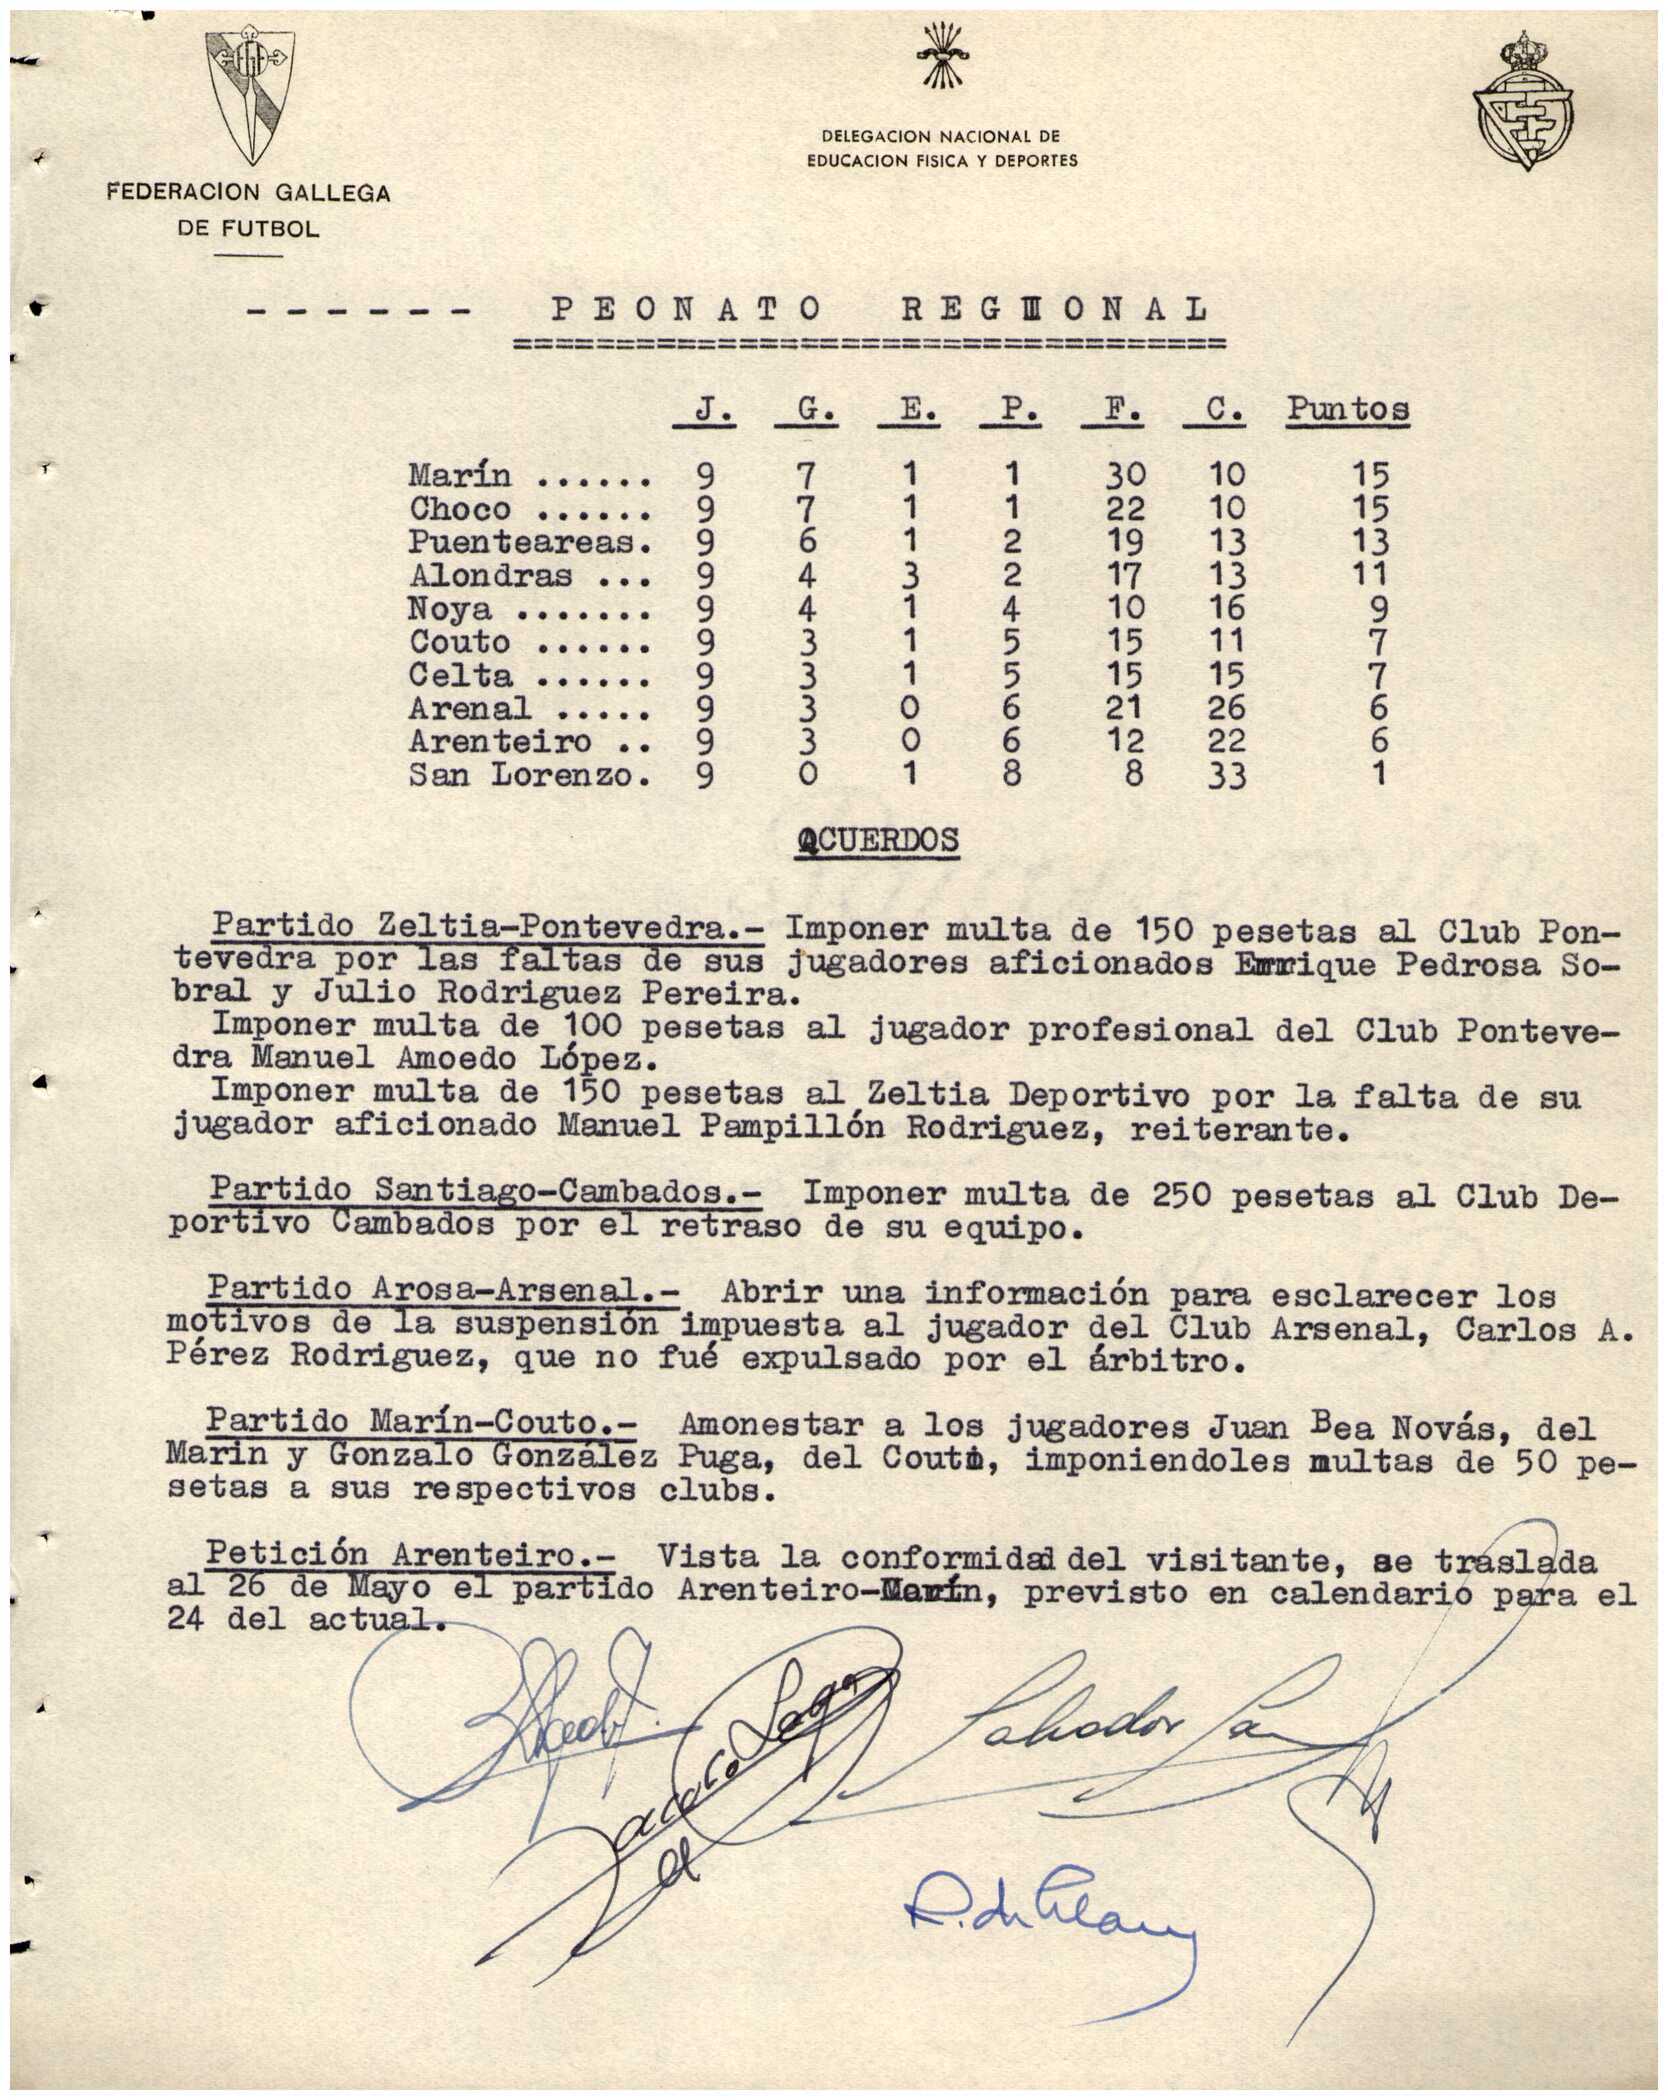 FEDERACION GALLEGA
DE FUTBOL
DELEGACION NACIONAL DE
EDUCACION FISICA Y DEPORTES
- - - - - - P E O N A T O R E G I O N A L
===================================
J. G. E. P. F. C. Puntos
Marín ...... 9 7 1 1 30 10 15
Choco ...... 9 7 1 1 22 10 15
Puenteareas. 9 6 1 2 19 13 13
Alondras ... 9 4 3 2 17 13 11
Noya ....... 9 4 1 4 10 16 9
Couto ...... 9 3 1 5 15 11 7
Celta ...... 9 3 1 5 15 15 7
Arenal ..... 9 3 0 6 21 26 6
Arenteiro .. 9 3 0 6 12 22 6
San Lorenzo. 9 0 1 8 8 33 1
ACUERDOS
Partido Zeltia-Pontevedra.- Imponer multa de 150 pesetas al Club Pon-
tevedra por las faltas de sus jugadores aficionados Enrique Pedrosa So-
bral y Julio Rodriguez Pereira.
Imponer multa de 100 pesetas al jugador profesional del Club Ponteve-
dra Manuel Amoedo López.
Imponer multa de 150 pesetas al Zeltia Deportivo por la falta de su
jugador aficionado Manuel Pampillón Rodriguez, reiterante.
Partido Santiago-Cambados.- Imponer multa de 250 pesetas al Club De-
portivo Cambados por el retraso de su equipo.
Partido Arosa-Arsenal.- Abrir una información para esclarecer los
motivos de la suspensión impuesta al jugador del Club Arsenal, Carlos A.
Pérez Rodriguez, que no fué expulsado por el árbitro.
Partido Marín-Couto.- Amonestar a los jugadores Juan Bea Novás, del
Marin y Gonzalo González Puga, del Couto, imponiendoles multas de 50 pe-
setas a sus respectivos clubs.
Petición Arenteiro.- Vista la conformidad del visitante, se traslada
al 26 de Mayo el partido Arenteiro-Marín, previsto en calendario para el
24 del actual.
Salvador